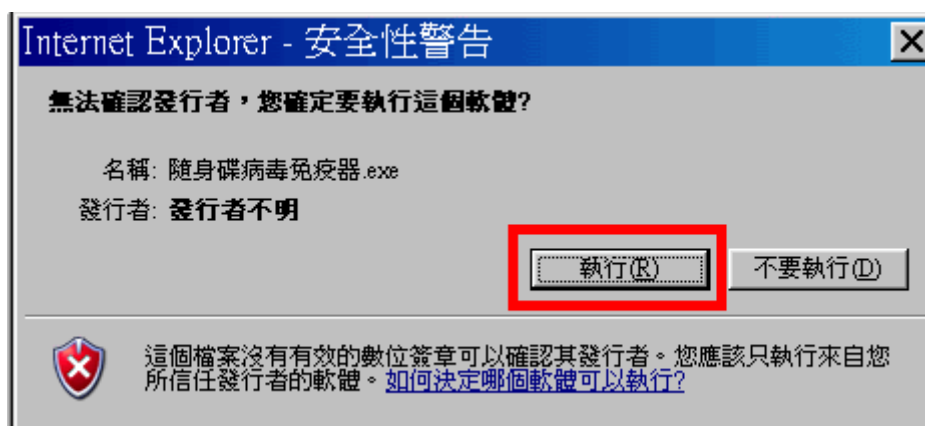 Internet Explorer - 安全性警告
無法確認發行者，您確定要執行這個軟體?
名稱: 隨身碟病毒免疫器.exe
發行者: 發行者不明
執行(R) 不要執行(D)
這個檔案沒有有效的數位簽章可以確認其發行者。您應該只執行來自您
所信任發行者的軟體。如何決定哪個軟體可以執行?